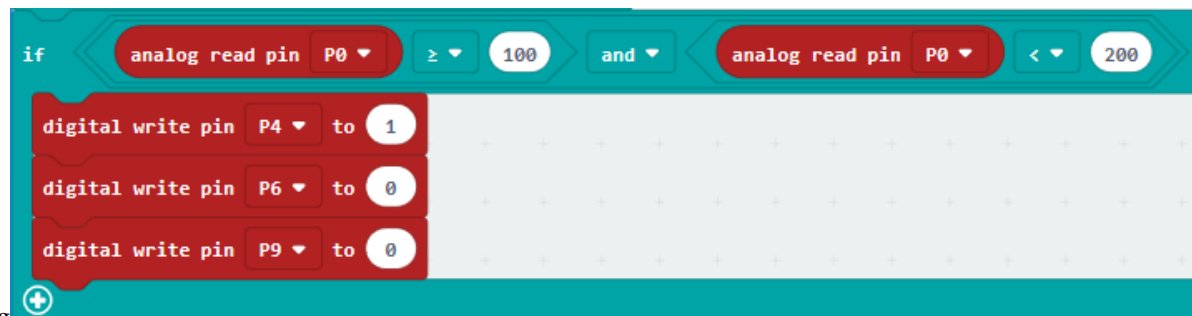 if analog read pin P0 ≥ 100 and analog read pin P0 < 200
digital write pin P4 to 1
digital write pin P6 to 0
digital write pin P9 to 0